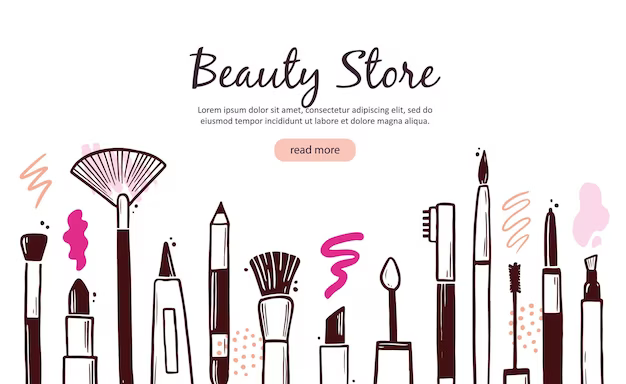 Beauty Store
Lorem ipsum dolor sit amet, consectetur adipiscing elit, sed do
eiusmod tempor incididunt ut labore et dolore magna aliqua.
read more